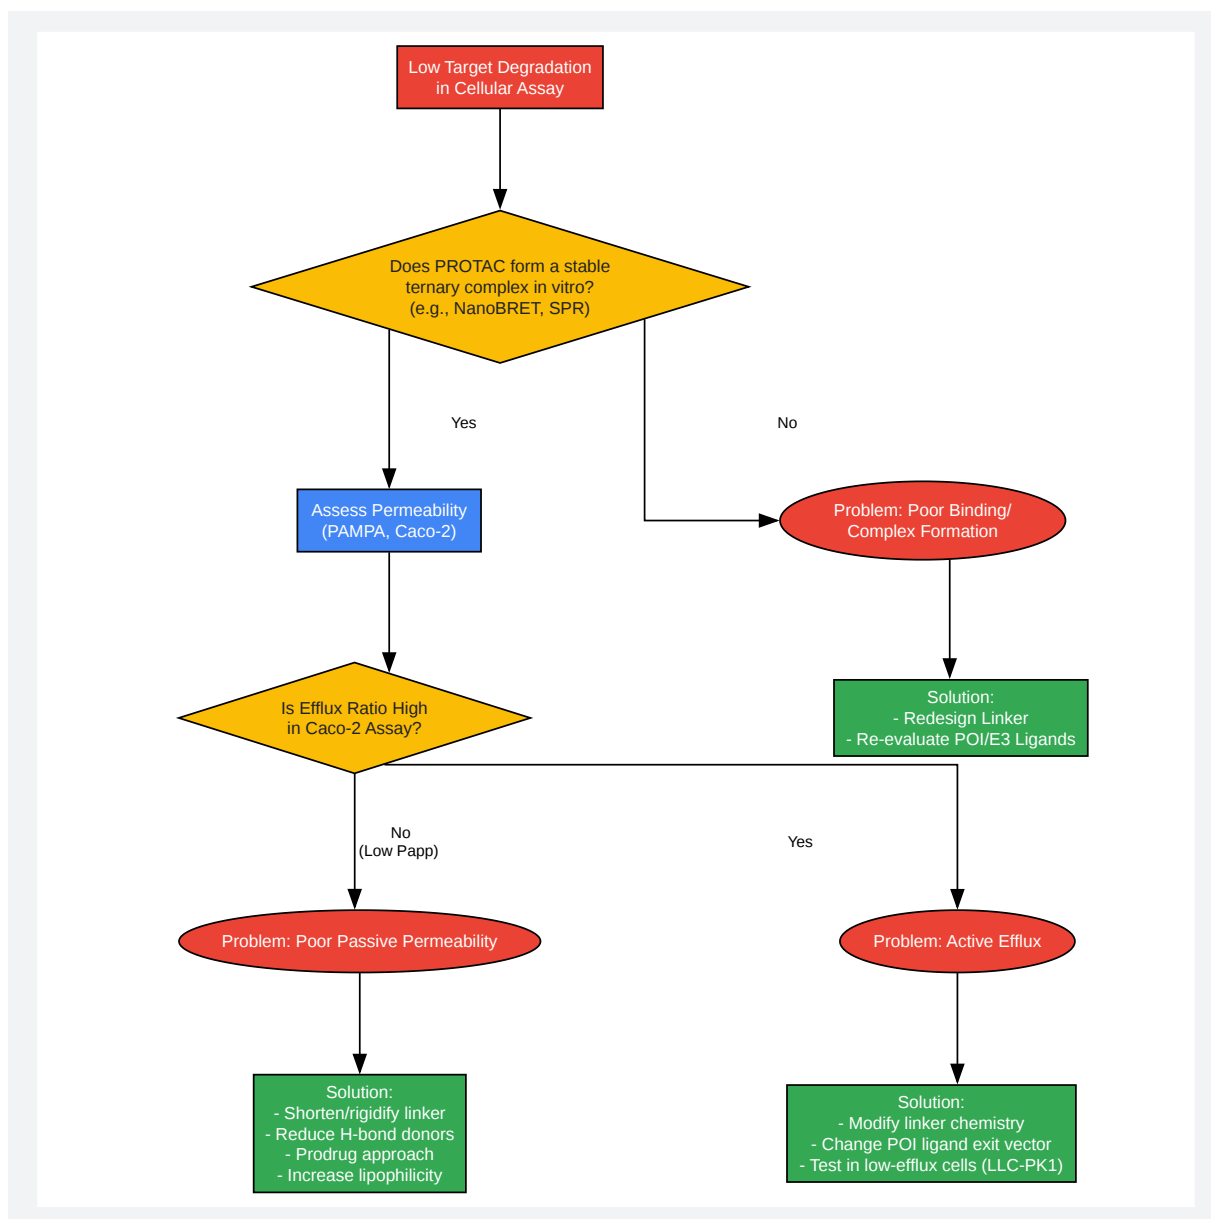 Low Target Degradation
in Cellular Assay
Does PROTAC form a stable
ternary complex in vitro?
(e.g., NanoBRET, SPR)
Yes
No
Assess Permeability
(PAMPA, Caco-2)
Problem: Poor Binding/
Complex Formation
Is Efflux Ratio High
in Caco-2 Assay?
Solution:
- Redesign Linker
- Re-evaluate POI/E3 Ligands
No
(Low Papp)
Yes
Problem: Poor Passive Permeability
Problem: Active Efflux
Solution:
- Shorten/rigidify linker
- Reduce H-bond donors
- Prodrug approach
- Increase lipophilicity
Solution:
- Modify linker chemistry
- Change POI ligand exit vector
- Test in low-efflux cells (LLC-PK1)